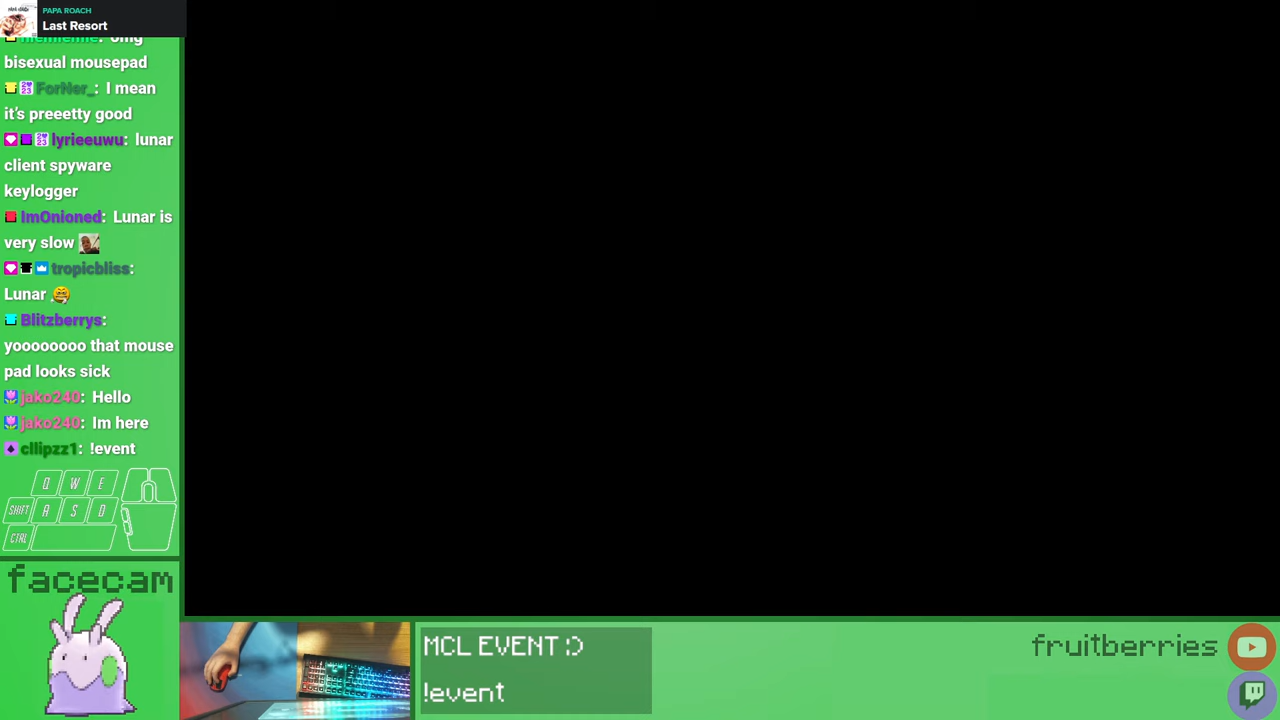 PAPA ROACH
Last Resort
omg
bisexual mousepad
ForNer_: I mean
it's preeetty good
lyrieeuwu: lunar
client spyware
keylogger
ImOnioned: Lunar is
very slow
tropicbliss:
Lunar
Blitzberrys:
yoooooooo that mouse
pad looks sick
jako240: Hello
jako240: Im here
cllipzz1: !event
Q W E
SHIFT A S D
CTRL
facecam
MCL EVENT :)
!event
fruitberries